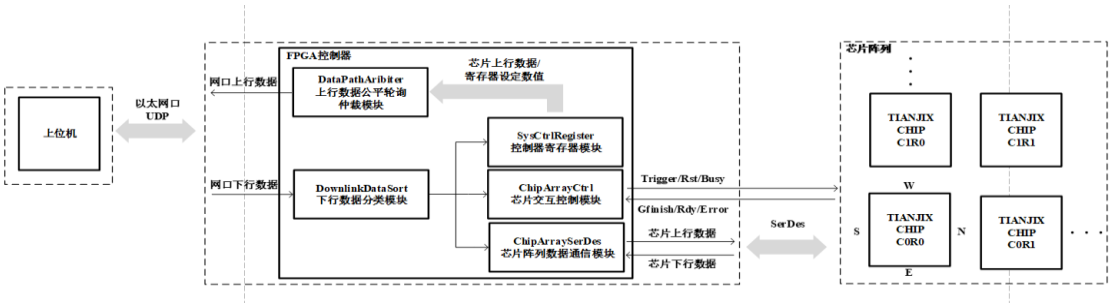 上位机
以太网口
UDP
FPGA控制器
网口上行数据
DataPathAribiter
上行数据公平轮询
仲裁模块
芯片上行数据/
寄存器设定数值
SysCtrlRegister
控制器寄存器模块
网口下行数据
DownlinkDataSort
下行数据分类模块
ChipArrayCtrl
芯片交互控制模块
ChipArraySerDes
芯片阵列数据通信模块
Trigger/Rst/Busy
Gfinish/Rdy/Error
芯片上行数据
芯片下行数据
SerDes
芯片阵列
TIANJIX
CHIP
C1R0
TIANJIX
CHIP
C1R1
W
S
TIANJIX
CHIP
C0R0
N
E
TIANJIX
CHIP
C0R1